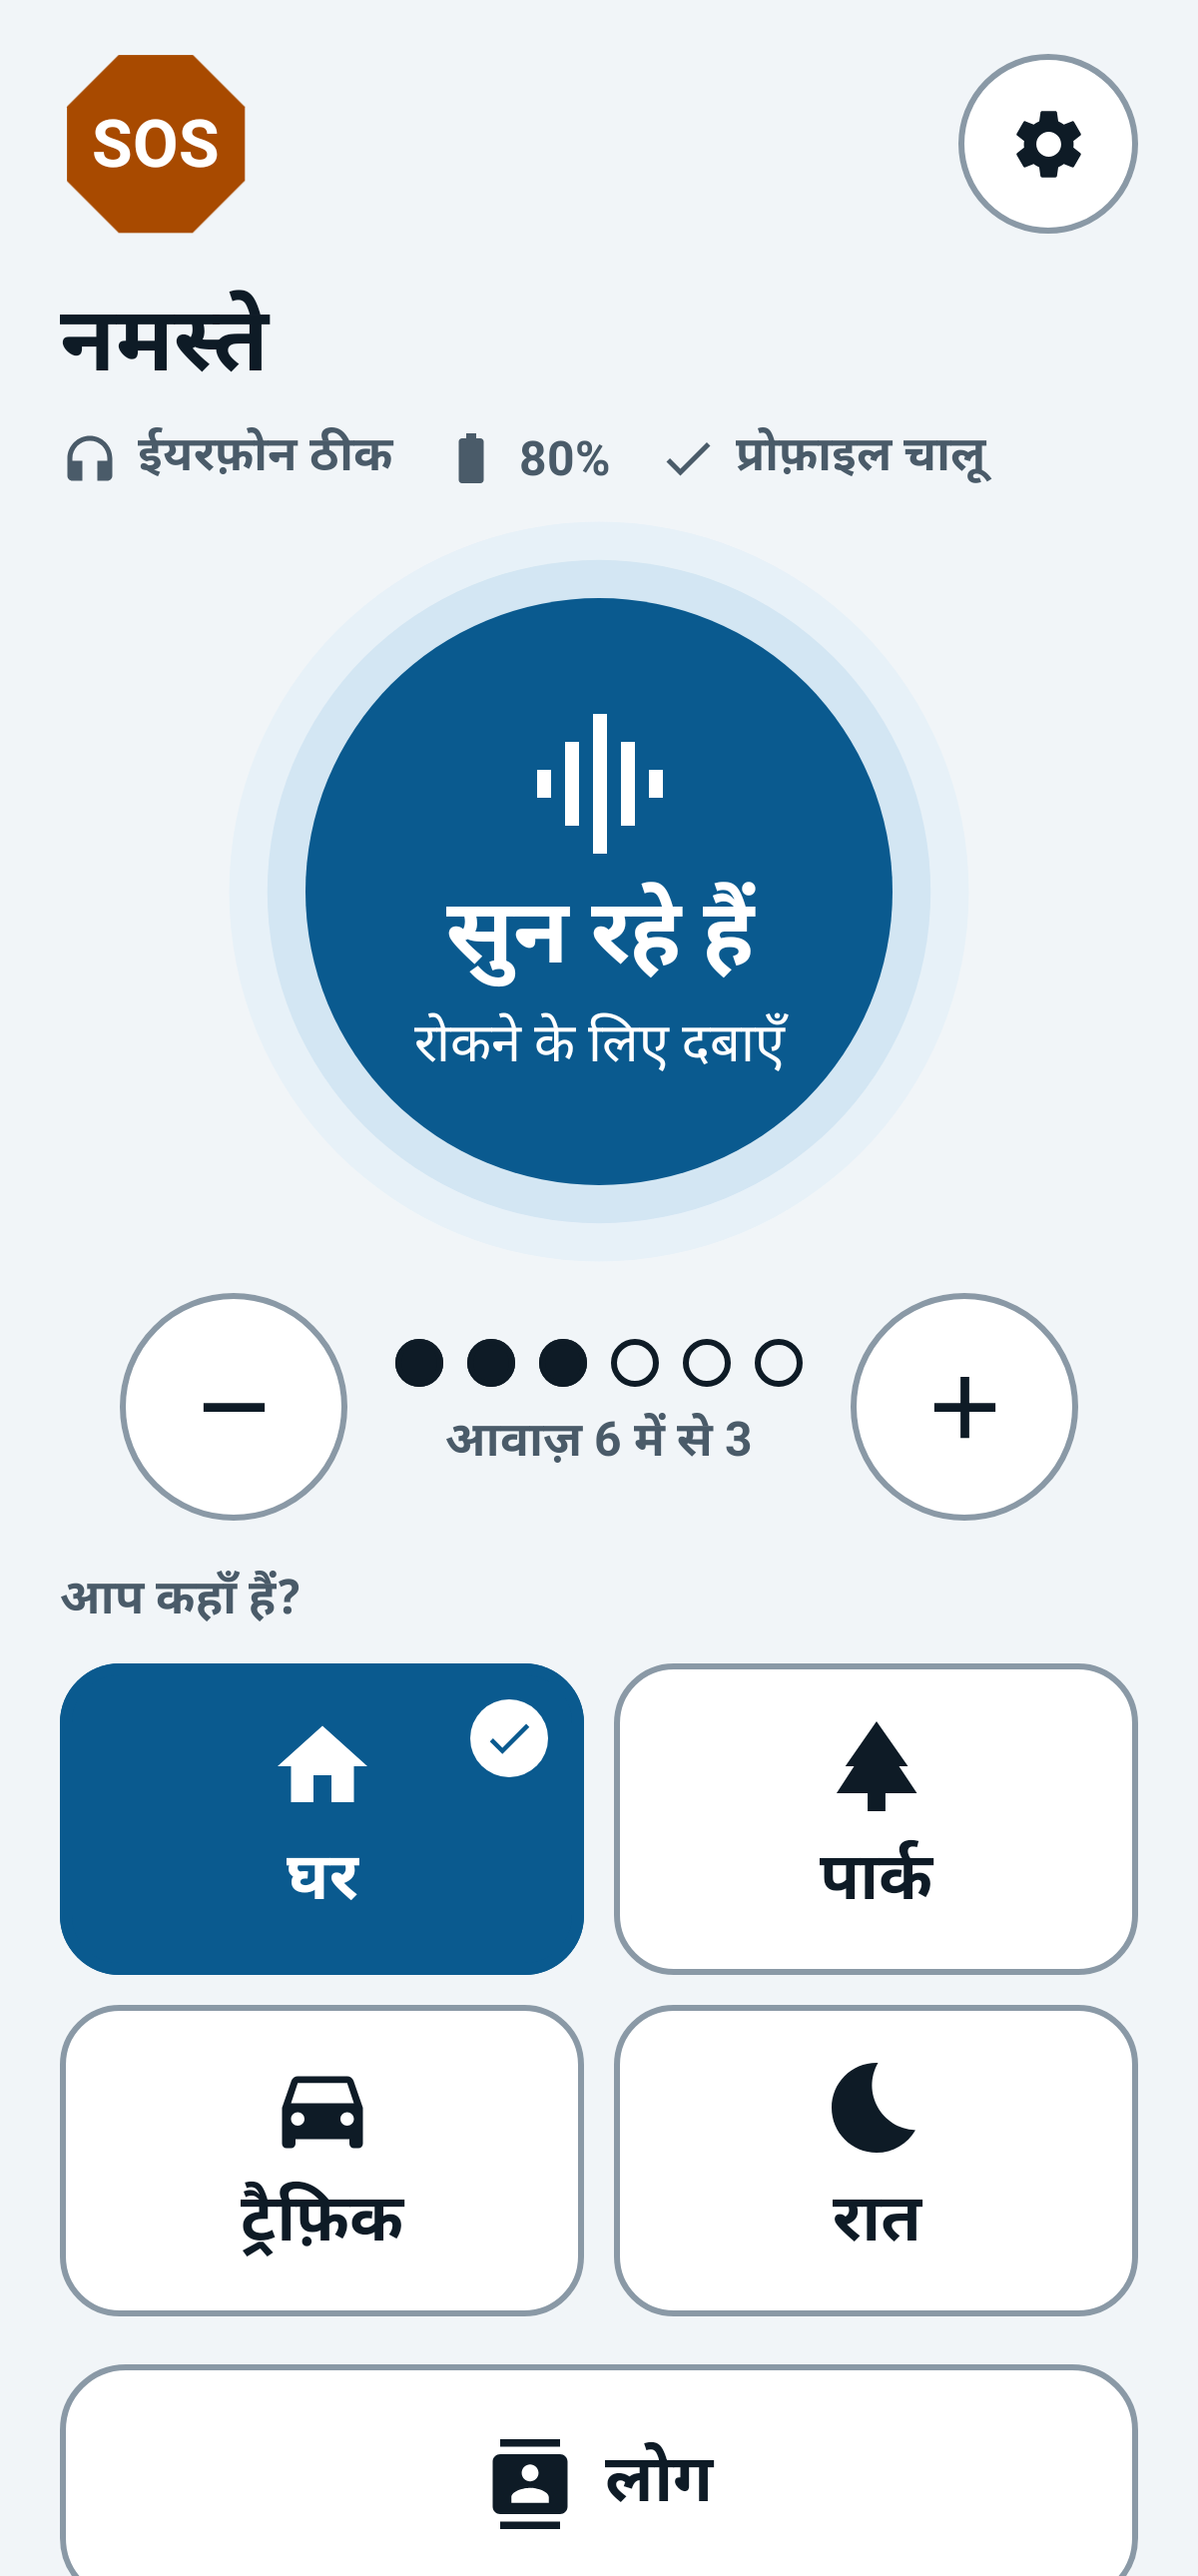 SOS
नमस्ते
ईयरफ़ोन ठीक 80% प्रोफ़ाइल चालू
सुन रहे हैं
रोकने के लिए दबाएँ
आवाज़ 6 में से 3
आप कहाँ हैं?
घर
पार्क
ट्रैफ़िक
रात
लोग